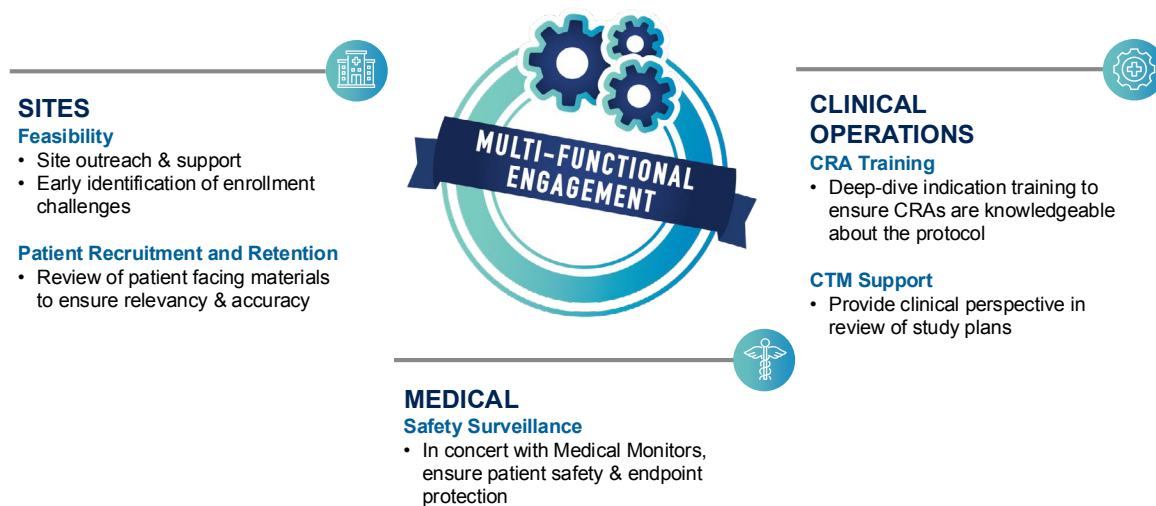 MULTI-FUNCTIONAL
ENGAGEMENT
SITES
Feasibility
• Site outreach & support
• Early identification of enrollment
challenges
Patient Recruitment and Retention
• Review of patient facing materials
to ensure relevancy & accuracy
CLINICAL
OPERATIONS
CRA Training
• Deep-dive indication training to
ensure CRAs are knowledgeable
about the protocol
CTM Support
• Provide clinical perspective in
review of study plans
MEDICAL
Safety Surveillance
• In concert with Medical Monitors,
ensure patient safety & endpoint
protection